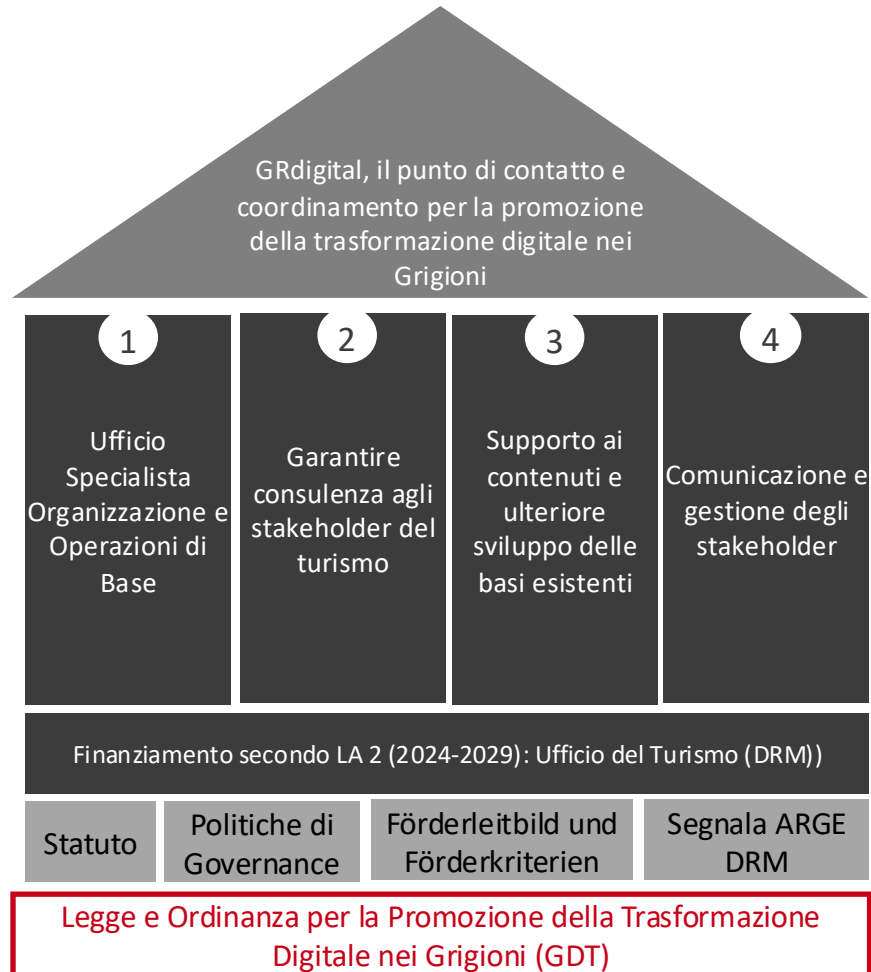 GRdigital, il punto di contatto e
coordinamento per la promozione
della trasformazione digitale nei
Grigioni
1
Ufficio
Specialista
Organizzazione e
Operazioni di
Base
2
Garantire
consulenza agli
stakeholder del
turismo
3
Supporto ai
contenuti e
ulteriore
sviluppo delle
basi esistenti
4
Comunicazione e
gestione degli
stakeholder
Finanziamento secondo LA 2 (2024-2029): Ufficio del Turismo (DRM))
Statuto
Politiche di
Governance
Förderleitbild und
Förderkriterien
Segnala ARGE
DRM
Legge e Ordinanza per la Promozione della Trasformazione
Digitale nei Grigioni (GDT)